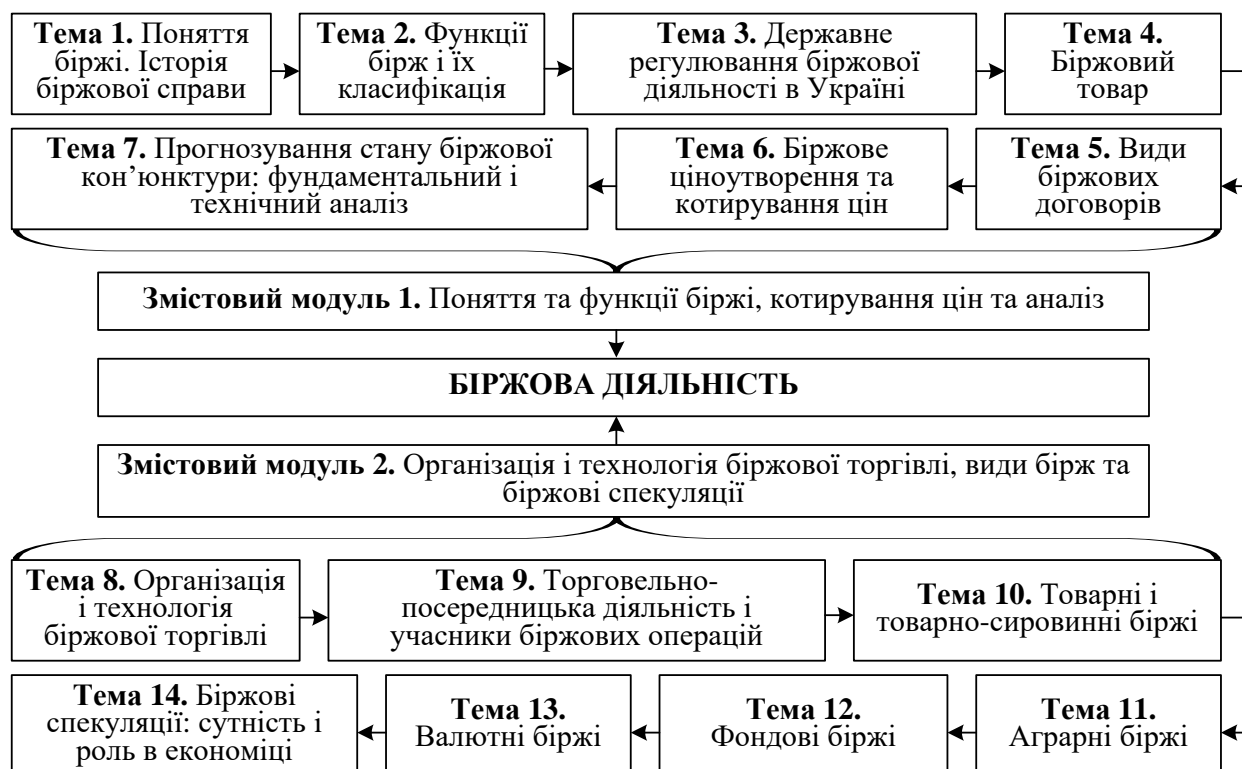 Тема 1. Поняття
біржі. Історія
біржової справи
Тема 2. Функції
бірж і їх
класифікація
Тема 3. Державне
регулювання біржової
діяльності в Україні
Тема 4.
Біржовий
товар
Тема 7. Прогнозування стану біржової
кон’юнктури: фундаментальний і
технічний аналіз
Тема 6. Біржове
ціноутворення та
котирування цін
Тема 5. Види
біржових
договорів
Змістовий модуль 1. Поняття та функції біржі, котирування цін та аналіз
БІРЖОВА ДІЯЛЬНІСТЬ
Змістовий модуль 2. Організація і технологія біржової торгівлі, види бірж та
біржові спекуляції
Тема 8. Організація
і технологія
біржової торгівлі
Тема 9. Торговельно-
посередницька діяльність і
учасники біржових операцій
Тема 10. Товарні і
товарно-сировинні біржі
Тема 14. Біржові
спекуляції: сутність і
роль в економіці
Тема 13.
Валютні біржі
Тема 12.
Фондові біржі
Тема 11.
Аграрні біржі